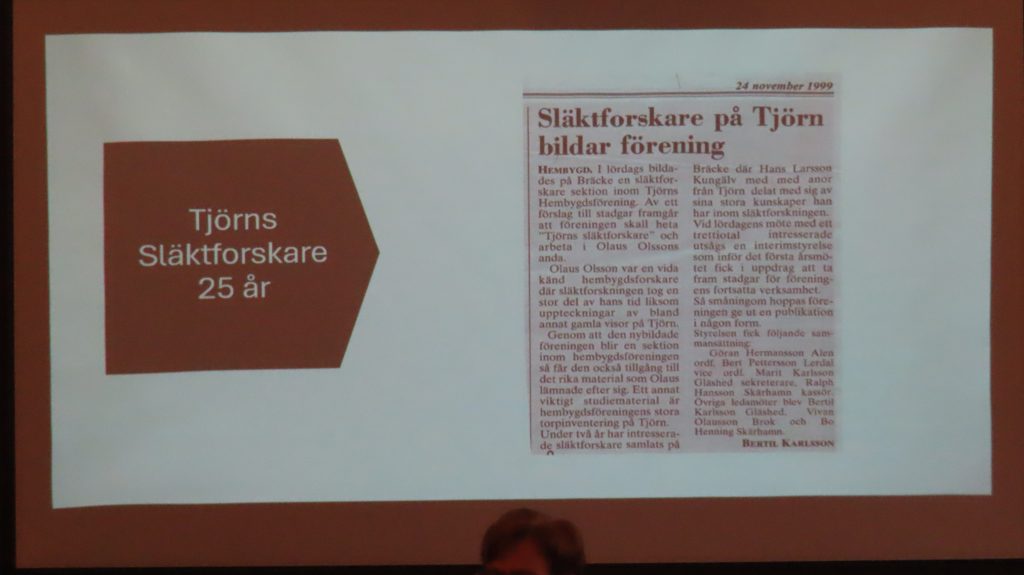 Tjörns
Släktforskare
25 år
24 november 1999
Släktforskare på Tjörn
bildar förening
HEMBYGD. I lördags bilda-
des på Bräcke en släktfor-
skare sektion inom Tjörns
Hembygdsförening. Av ett
förslag till stadgar framgår
att föreningen skall heta
"Tjörns släktforskare" och
arbeta i Olaus Olssons
anda.
Olaus Olsson var en vida
känd hembygdsforskare
där släktforskningen tog en
stor del av hans tid liksom
uppteckningar av bland
annat gamla visor på Tjörn.
Genom att den nybildade
föreningen blir en sektion
inom hembygdsföreningen
så får den också tillgång till
det rika material som Olaus
lämnade efter sig. Ett annat
viktigt studiematerial är
hembygdsföreningens stora
torpinventering på Tjörn.
Under två år har intressera-
de släktforskare samlats på
Bräcke där Hans Larsson
Kungälv med med anor
från Tjörn delat med sig av
sina stora kunskaper han
har inom släktforskningen.
Vid lördagens möte med ett
trettiotal intresserade
utsågs en interimstyrelse
som inför det första årsmö-
tet fick i uppdrag att ta
fram stadgar för förening-
ens fortsatta verksamhet.
Så småningom hoppas före-
ningen ge ut en publikation
i någon form.
Styrelsen fick följande sam-
mansättning:
Göran Hermansson Ålen
ordf. Bert Pettersson Lerdal
vice ordf. Marit Karlsson
Gläshed sekreterare, Ralph
Hansson Skärhamn kassör.
Övriga ledamöter blev Bertil
Karlsson Gläshed, Vivan
Olausson Brok och Bo
Henning Skärhamn.
BERTIL KARLSSON